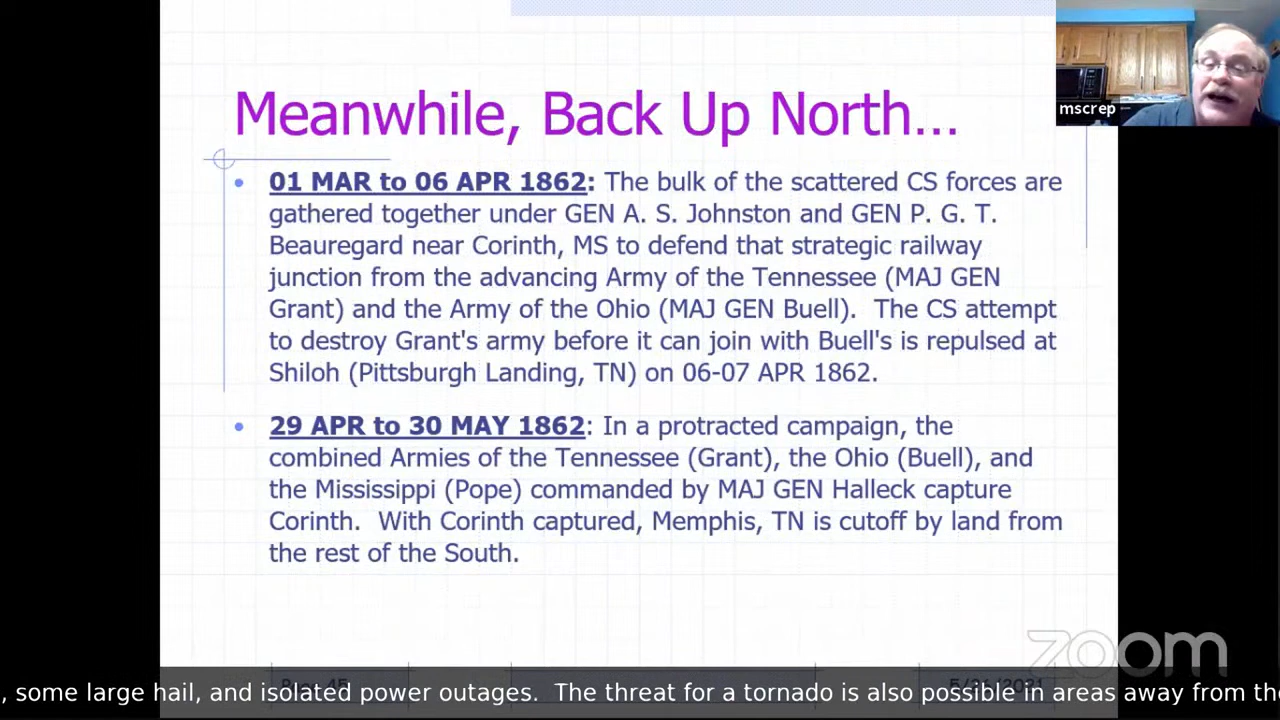 Meanwhile, Back Up North...
mscrep
• 01 MAR to 06 APR 1862: The bulk of the scattered CS forces are
gathered together under GEN A. S. Johnston and GEN P. G. T.
Beauregard near Corinth, MS to defend that strategic railway
junction from the advancing Army of the Tennessee (MAJ GEN
Grant) and the Army of the Ohio (MAJ GEN Buell). The CS attempt
to destroy Grant's army before it can join with Buell's is repulsed at
Shiloh (Pittsburgh Landing, TN) on 06-07 APR 1862.
• 29 APR to 30 MAY 1862: In a protracted campaign, the
combined Armies of the Tennessee (Grant), the Ohio (Buell), and
the Mississippi (Pope) commanded by MAJ GEN Halleck capture
Corinth. With Corinth captured, Memphis, TN is cutoff by land from
the rest of the South.
zoom
, some large hail, and isolated power outages. The threat for a tornado is also possible in areas away from the